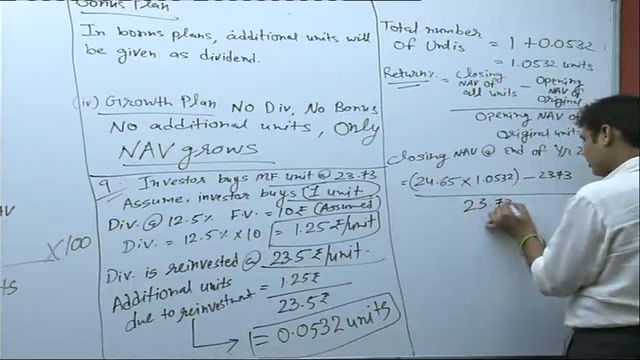 Bonus Plan
In bonus plans, additional units will
be given as dividend.
(iv) Growth Plan No Div, No Bonus
No additional units, Only
NAV grows
9. Investor buys MF unit @ 23.73
Assume, investor buys 1 unit
Div. @ 12.5% F.V. = 10₹ (Assumed)
Div. = 12.5% × 10 = 1.25₹/unit
Div. is reinvested @ 23.5₹/unit.
Additional units
due to reinvestment = 1.25₹
23.5₹
= 0.0532 units
×100
Total number
of Units = 1 + 0.0532
= 1.0532 units
Return% = Closing NAV of all units - Opening NAV of original
Opening NAV of
original unit
Closing NAV @ end of Yr.
= (24.65 × 1.0532) - 23.73
23.73